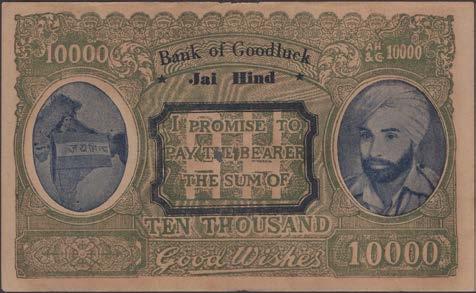 Bank of Goodluck
10000
AH
& G 10000
★ Jai Hind ★
I PROMISE TO
PAY THE BEARER
THE SUM OF
TEN THOUSAND
Good Wishes
10000